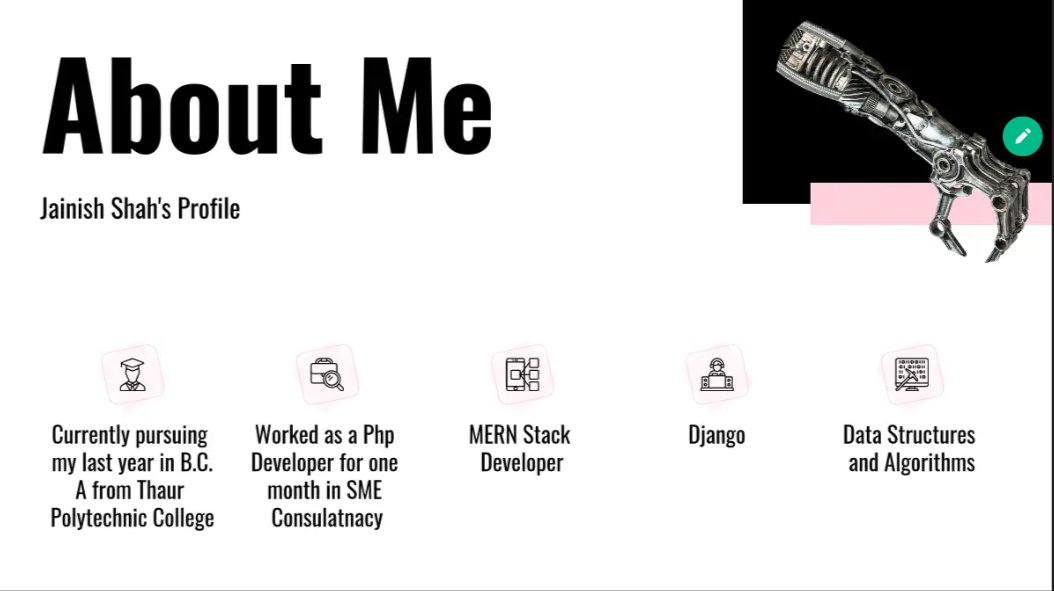 About Me
Jainish Shah's Profile
Currently pursuing
my last year in B.C.
A from Thaur
Polytechnic College
Worked as a Php
Developer for one
month in SME
Consulatnacy
MERN Stack
Developer
Django
Data Structures
and Algorithms